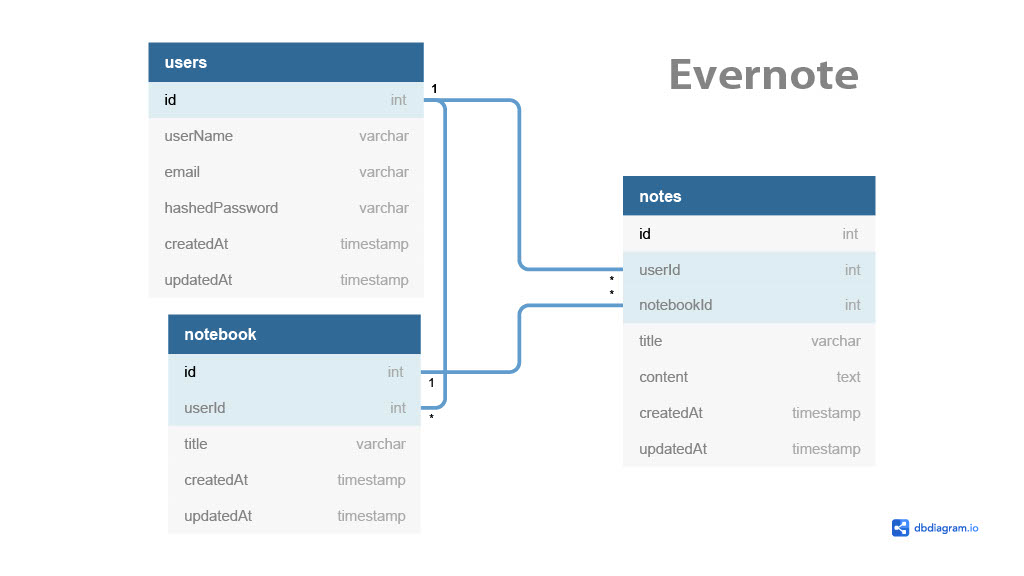 Evernote
users
1
id int
userName varchar
email varchar
hashedPassword varchar
createdAt timestamp
updatedAt timestamp
notebook
id int
1
userId int
*
title varchar
createdAt timestamp
updatedAt timestamp
notes
id int
userId int
*
*
notebookId int
title varchar
content text
createdAt timestamp
updatedAt timestamp
dbdiagram.io